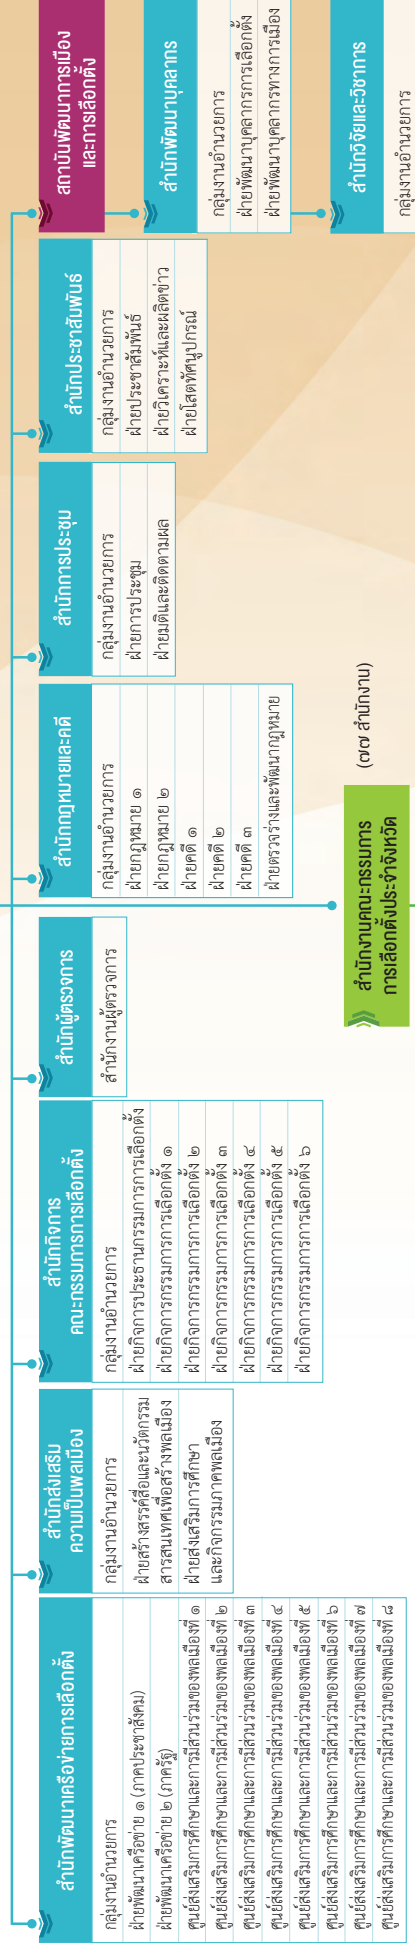 สำนักพัฒนาเครือข่ายการเลือกตั้ง
กลุ่มงานอำนวยการ
ฝ่ายพัฒนาเครือข่าย ๑ (ภาคประชาสังคม)
ฝ่ายพัฒนาเครือข่าย ๒ (ภาครัฐ)
ศูนย์ส่งเสริมการศึกษาและการมีส่วนร่วมของพลเมืองที่ ๑
ศูนย์ส่งเสริมการศึกษาและการมีส่วนร่วมของพลเมืองที่ ๒
ศูนย์ส่งเสริมการศึกษาและการมีส่วนร่วมของพลเมืองที่ ๓
ศูนย์ส่งเสริมการศึกษาและการมีส่วนร่วมของพลเมืองที่ ๔
ศูนย์ส่งเสริมการศึกษาและการมีส่วนร่วมของพลเมืองที่ ๕
ศูนย์ส่งเสริมการศึกษาและการมีส่วนร่วมของพลเมืองที่ ๖
ศูนย์ส่งเสริมการศึกษาและการมีส่วนร่วมของพลเมืองที่ ๗
ศูนย์ส่งเสริมการศึกษาและการมีส่วนร่วมของพลเมืองที่ ๘
สำนักส่งเสริม
ความเป็นพลเมือง
กลุ่มงานอำนวยการ
ฝ่ายสร้างสรรค์สื่อและนวัตกรรม
สารสนเทศเพื่อสร้างพลเมือง
ฝ่ายส่งเสริมการศึกษา
และกิจกรรมภาคพลเมือง
สำนักกิจการ
คณะกรรมการการเลือกตั้ง
กลุ่มงานอำนวยการ
ฝ่ายกิจการประธานกรรมการการเลือกตั้ง
ฝ่ายกิจการกรรมการการเลือกตั้ง ๑
ฝ่ายกิจการกรรมการการเลือกตั้ง ๒
ฝ่ายกิจการกรรมการการเลือกตั้ง ๓
ฝ่ายกิจการกรรมการการเลือกตั้ง ๔
ฝ่ายกิจการกรรมการการเลือกตั้ง ๕
ฝ่ายกิจการกรรมการการเลือกตั้ง ๖
สำนักผู้ตรวจการ
สำนักงานผู้ตรวจการ
สำนักกฎหมายและคดี
กลุ่มงานอำนวยการ
ฝ่ายกฎหมาย ๑
ฝ่ายกฎหมาย ๒
ฝ่ายคดี ๑
ฝ่ายคดี ๒
ฝ่ายคดี ๓
ฝ่ายตรวจร่างและพัฒนากฎหมาย
สำนักการประชุม
กลุ่มงานอำนวยการ
ฝ่ายการประชุม
ฝ่ายมติและติดตามผล
สำนักประชาสัมพันธ์
กลุ่มงานอำนวยการ
ฝ่ายประชาสัมพันธ์
ฝ่ายวิเคราะห์และผลิตข่าว
ฝ่ายโสตทัศนูปกรณ์
สถาบันพัฒนาการเมือง
และการเลือกตั้ง
สำนักพัฒนาบุคลากร
กลุ่มงานอำนวยการ
ฝ่ายพัฒนาบุคลากรการเลือกตั้ง
ฝ่ายพัฒนาบุคลากรทางการเมือง
สำนักวิจัยและวิชาการ
กลุ่มงานอำนวยการ
สำนักงานคณะกรรมการ
การเลือกตั้งประจำจังหวัด
(๗๗ สำนักงาน)